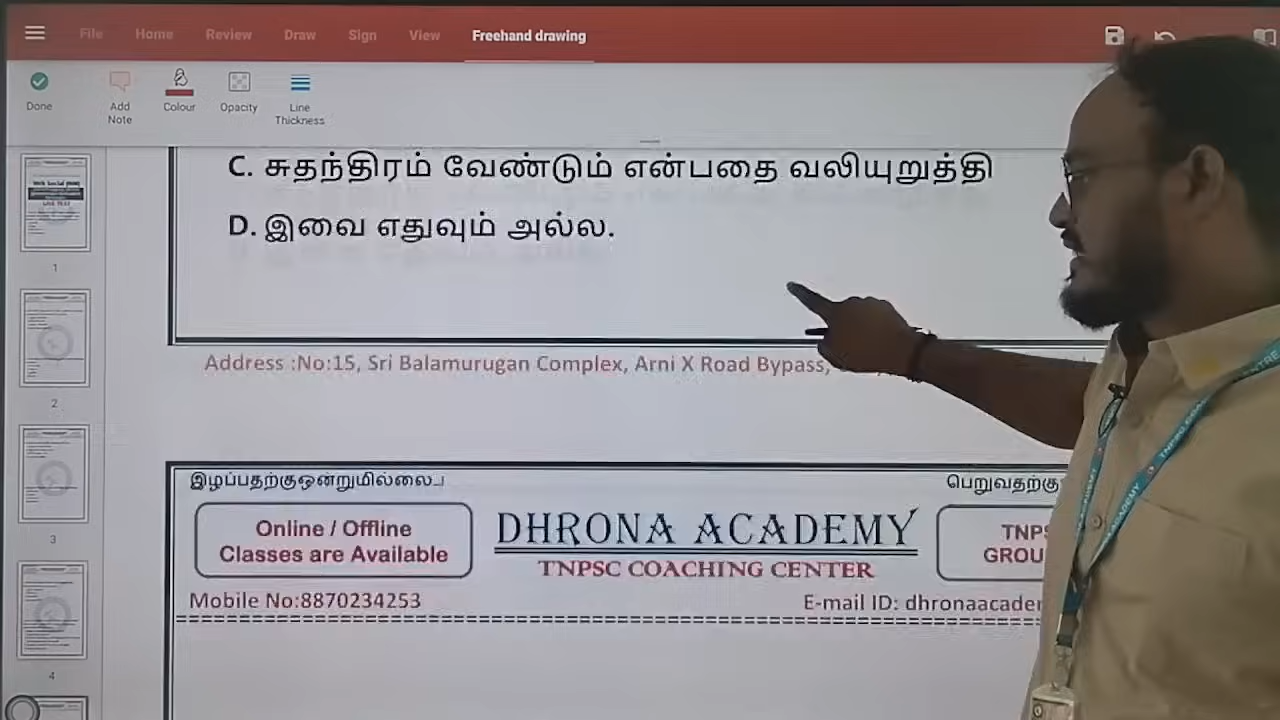 File Home Review Draw Sign View Freehand drawing
Done
Add Note
Colour
Opacity
Line Thickness
C. சுதந்திரம் வேண்டும் என்பதை வலியுறுத்தி
D. இவை எதுவும் அல்ல.
Address :No:15, Sri Balamurugan Complex, Arni X Road Bypass,
இழப்பதற்குஒன்றுமில்லை..! பெறுவதற்கு
Online / Offline
Classes are Available
DHRONA ACADEMY
TNPSC COACHING CENTER
TNPS
GROU
Mobile No:8870234253 E-mail ID: dhronaacader
1
2
3
4